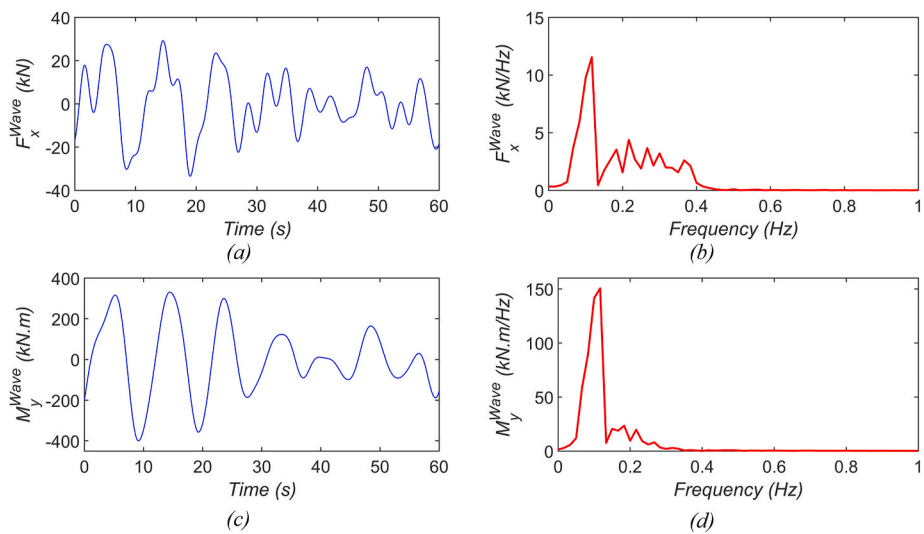 F_x^Wave (kN)
40
20
0
-20
-40
0 10 20 30 40 50 60
Time (s)
(a)
F_x^Wave (kN/Hz)
15
10
5
0
0 0.2 0.4 0.6 0.8 1
Frequency (Hz)
(b)
M_y^Wave (kN.m)
400
200
0
-200
-400
0 10 20 30 40 50 60
Time (s)
(c)
M_y^Wave (kN.m/Hz)
150
100
50
0
0 0.2 0.4 0.6 0.8 1
Frequency (Hz)
(d)